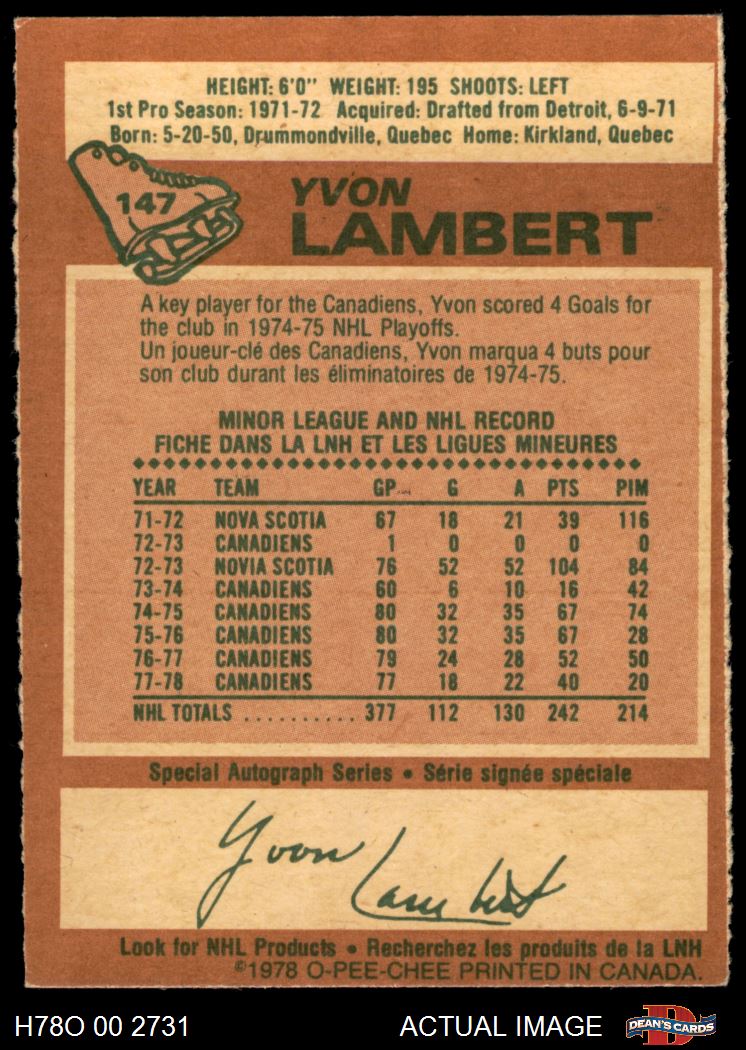 HEIGHT: 6'0" WEIGHT: 195 SHOOTS: LEFT
1st Pro Season: 1971-72 Acquired: Drafted from Detroit, 6-9-71
Born: 5-20-50, Drummondville, Quebec Home: Kirkland, Quebec
147
YVON
LAMBERT
A key player for the Canadiens, Yvon scored 4 Goals for
the club in 1974-75 NHL Playoffs.
Un joueur-clé des Canadiens, Yvon marqua 4 buts pour
son club durant les éliminatoires de 1974-75.
MINOR LEAGUE AND NHL RECORD
FICHE DANS LA LNH ET LES LIGUES MINEURES
YEAR TEAM GP G A PTS PIM
71-72 NOVA SCOTIA 67 18 21 39 116
72-73 CANADIENS 1 0 0 0 0
72-73 NOVIA SCOTIA 76 52 52 104 84
73-74 CANADIENS 60 6 10 16 42
74-75 CANADIENS 80 32 35 67 74
75-76 CANADIENS 80 32 35 67 28
76-77 CANADIENS 79 24 28 52 50
77-78 CANADIENS 77 18 22 40 20
NHL TOTALS .......... 377 112 130 242 214
Special Autograph Series • Série signée spéciale
Yvon Lambert
Look for NHL Products • Recherchez les produits de la LNH
©1978 O-PEE-CHEE PRINTED IN CANADA.
H78O 00 2731 ACTUAL IMAGE D DEAN'S CARDS